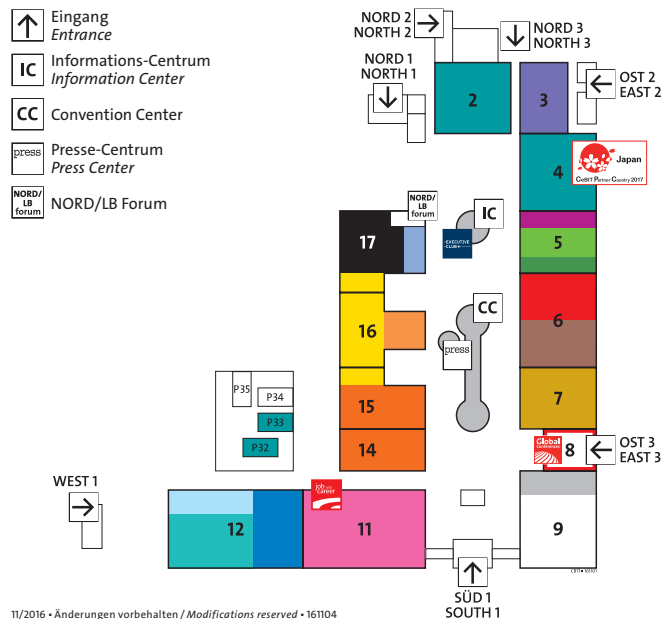 Eingang
Entrance
IC
Informations-Centrum
Information Center
CC
Convention Center
press
Presse-Centrum
Press Center
NORD/
LB
forum
NORD/LB Forum
NORD 2
NORTH 2
NORD 3
NORTH 3
NORD 1
NORTH 1
OST 2
EAST 2
2
3
4
Japan
CeBIT Partner Country 2017
NORD/
LB
forum
IC
EXECUTIVE
CLUB
17
5
CC
16
6
press
P35
P34
P33
P32
15
7
14
Global
Conferences
8
OST 3
EAST 3
WEST 1
job and
career
12
11
9
CB17 • 161101
SÜD 1
SOUTH 1
11/2016 • Änderungen vorbehalten / Modifications reserved • 161104